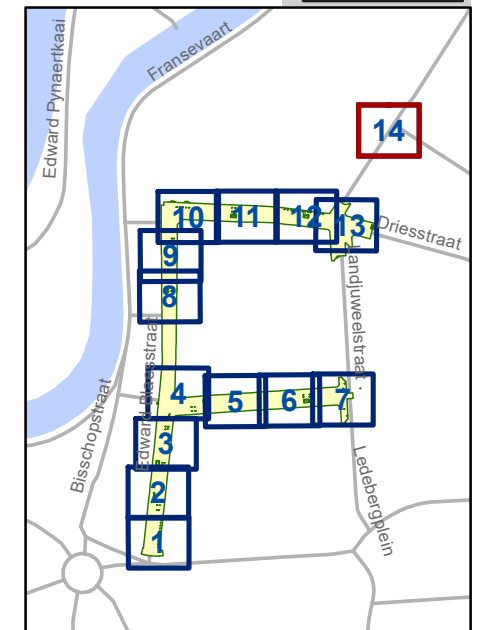 Edward Pynaertkaai
Fransevaart
14
10
11
12
13
Driesstraat
9
8
Landjuweelstraat
Edward Blaesstraat
Bisschopstraat
4
5
6
7
3
2
1
Ledebergplein